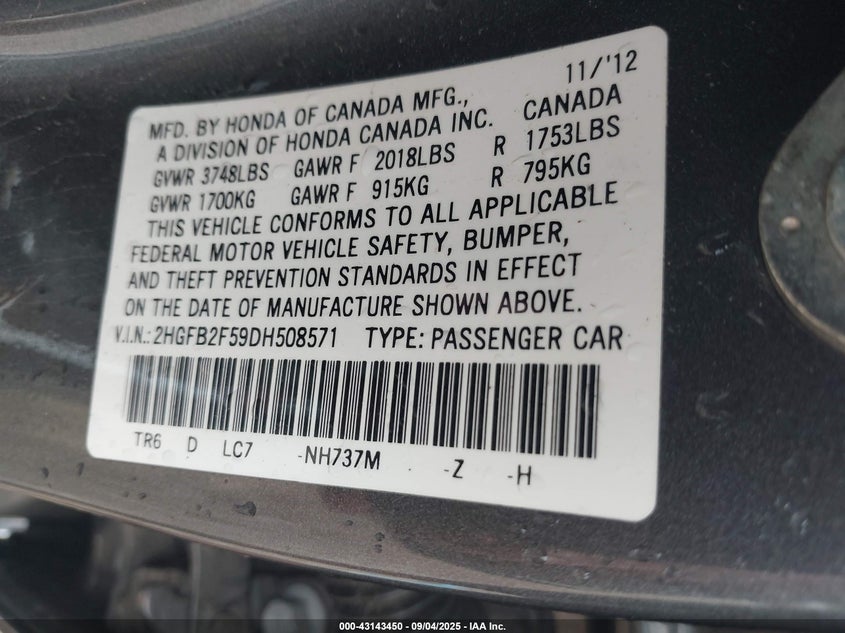 11/'12
MFD. BY HONDA OF CANADA MFG.,
A DIVISION OF HONDA CANADA INC. CANADA
GVWR 3748LBS GAWR F 2018LBS R 1753LBS
GVWR 1700KG GAWR F 915KG R 795KG
THIS VEHICLE CONFORMS TO ALL APPLICABLE
FEDERAL MOTOR VEHICLE SAFETY, BUMPER,
AND THEFT PREVENTION STANDARDS IN EFFECT
ON THE DATE OF MANUFACTURE SHOWN ABOVE.
V.I.N.: 2HGFB2F59DH508571 TYPE: PASSENGER CAR
TR6 D LC7 -NH737M -Z -H
000-43143450 - 09/04/2025 - IAA Inc.